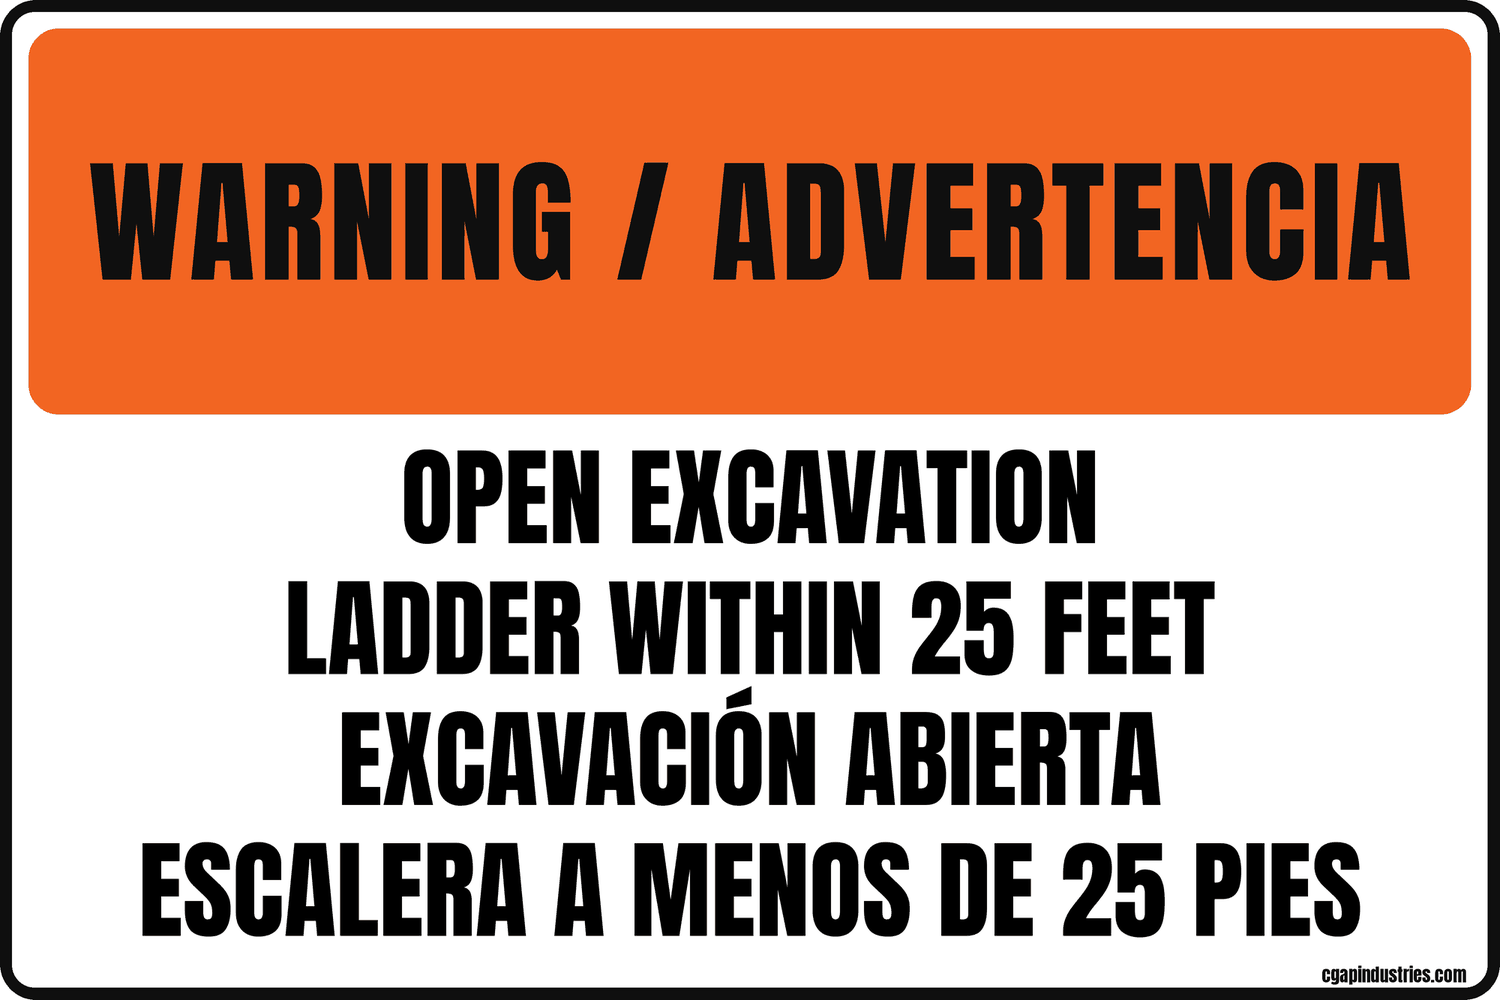 WARNING / ADVERTENCIA
OPEN EXCAVATION
LADDER WITHIN 25 FEET
EXCAVACIÓN ABIERTA
ESCALERA A MENOS DE 25 PIES
cgapindustries.com